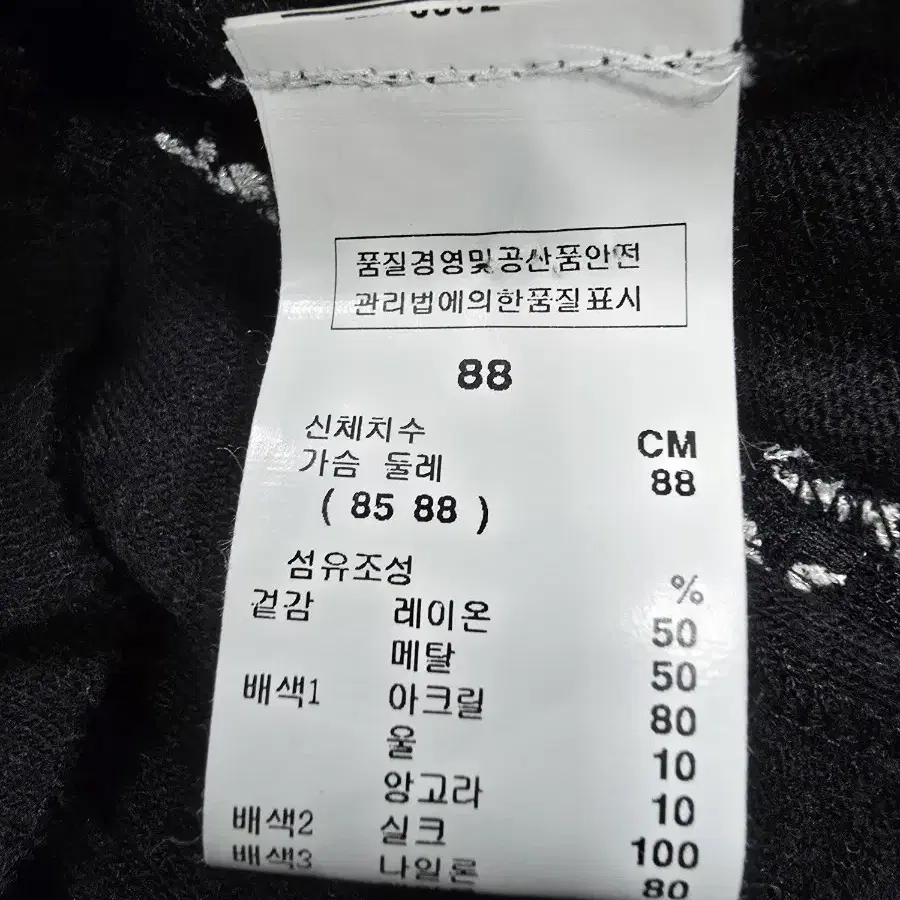 품질경영및공산품안전
관리법에의한품질표시
88
신체치수 CM
가슴 둘레 88
( 85 88 )
섬유조성 %
겉감 레이온 50
메탈 50
배색1 아크릴 80
울 10
앙고라 10
배색2 실크 100
배색3 나일론 80